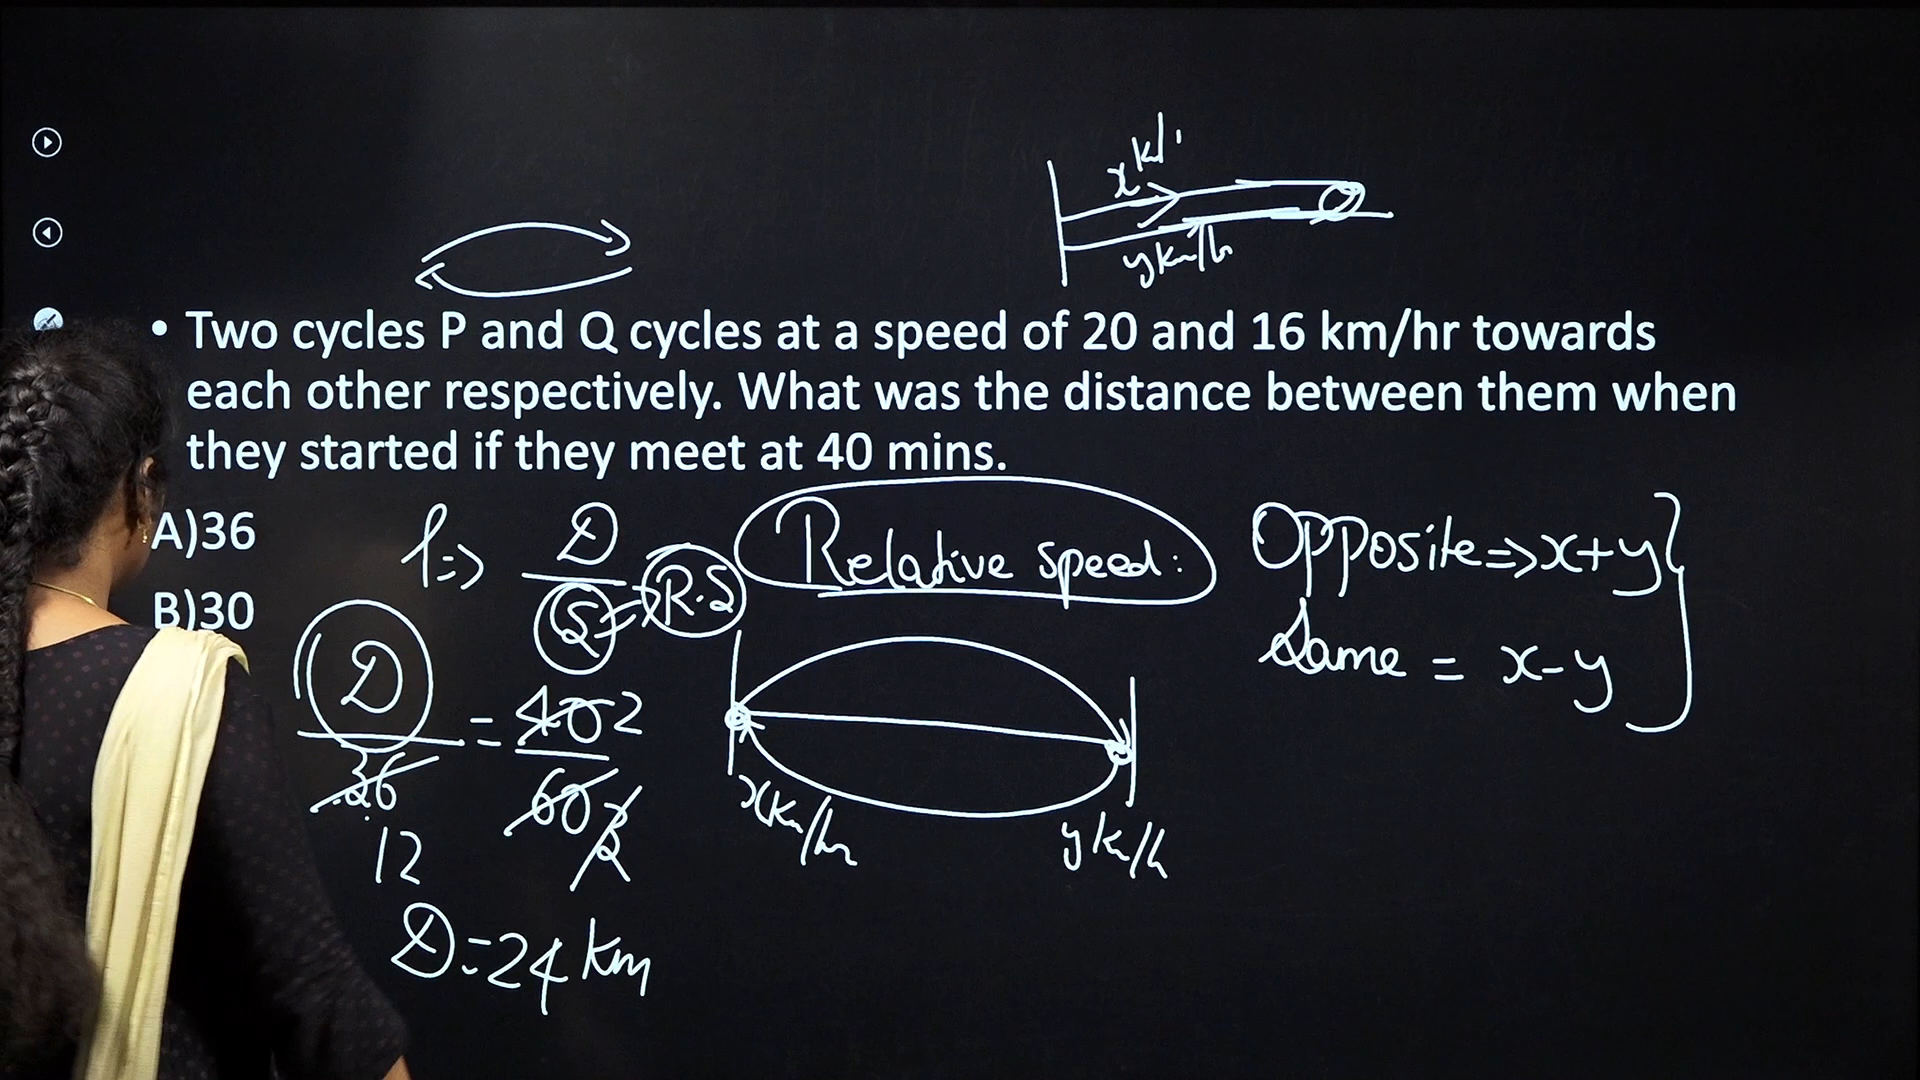 x km/h
y km/h
• Two cycles P and Q cycles at a speed of 20 and 16 km/hr towards
each other respectively. What was the distance between them when
they started if they meet at 40 mins.
A)36
B)30
D
S => R.S
Relative speed:
Opposite => x+y
Same = x-y
D
36
12
= 40 2
60 3
x km/hr
y km/h
D = 24 km